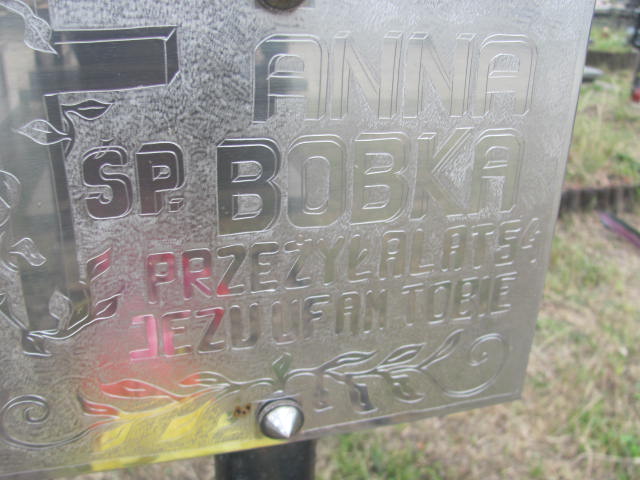 ANNA
ŚP. BOBKA
PRZEŻYŁA LAT 54
JEZU UFAM TOBIE